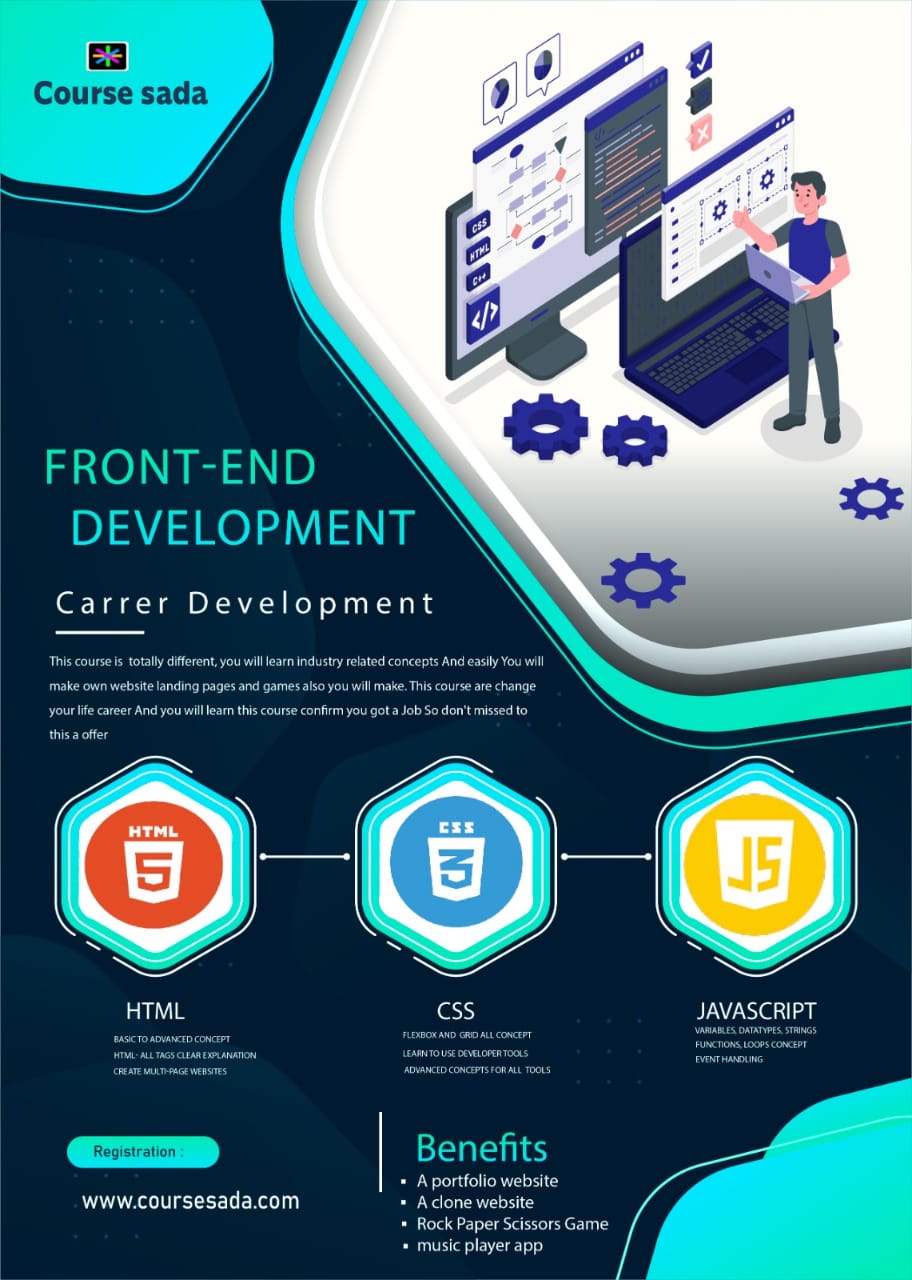 Course sada
CSS
HTML
C++
</>
</>
FRONT-END
DEVELOPMENT
Carrer Development
This course is totally different, you will learn industry related concepts And easily You will
make own website landing pages and games also you will make. This course are change
your life career And you will learn this course confirm you got a Job So don't missed to
this a offer
HTML
5
CSS
3
JS
HTML
BASIC TO ADVANCED CONCEPT
HTML- ALL TAGS CLEAR EXPLANATION
CREATE MULTI-PAGE WEBSITES
CSS
FLEXBOX AND GRID ALL CONCEPT
LEARN TO USE DEVELOPER TOOLS
ADVANCED CONCEPTS FOR ALL TOOLS
JAVASCRIPT
VARIABLES, DATATYPES, STRINGS
FUNCTIONS, LOOPS CONCEPT
EVENT HANDLING
Registration :
www.coursesada.com
Benefits
▪ A portfolio website
▪ A clone website
▪ Rock Paper Scissors Game
▪ music player app